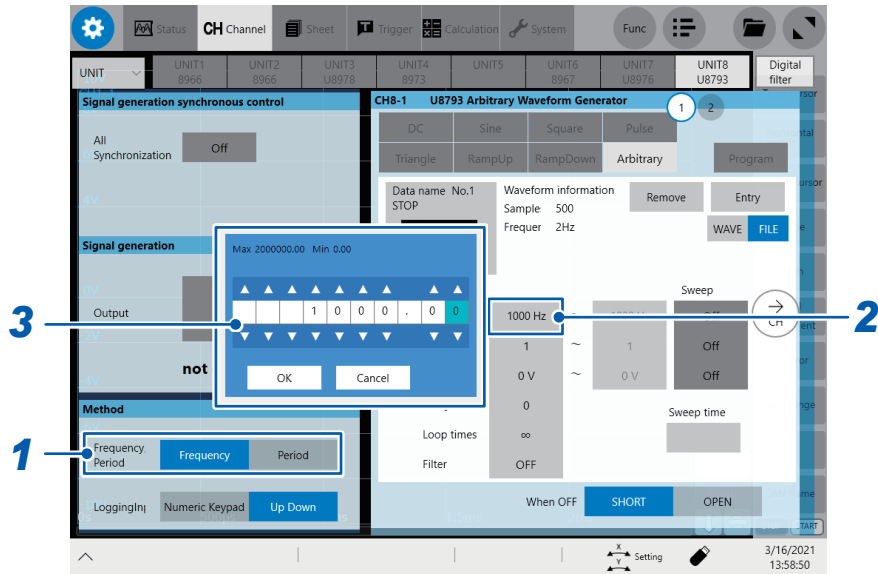 Status CH Channel Sheet Trigger Calculation System Func
UNIT UNIT1 UNIT2 UNIT3 UNIT4 UNIT5 UNIT6 UNIT7 UNIT8 Digital
8966 8966 U8978 8973 8967 U8976 U8793 filter
Signal generation synchronous control
All
Synchronization Off
Signal generation
Output
not
Method
Frequency.
Period
Frequency Period
LoggingInp Numeric Keypad Up Down
CH8-1 U8793 Arbitrary Waveform Generator 1 2
DC Sine Square Pulse
Triangle RampUp RampDown Arbitrary Program
Data name No.1 Waveform information Remove Entry
STOP Sample 500
Frequer 2Hz WAVE FILE
Sweep
1000 Hz ~ Off
1 ~ 1 Off
0 V ~ 0 V Off
0 Sweep time
Loop times ∞
Filter OFF
When OFF SHORT OPEN
→
CH
Max 2000000.00 Min 0.00
1 0 0 0 . 0 0
OK Cancel
1
2
3
X
Y Setting
3/16/2021
13:58:50